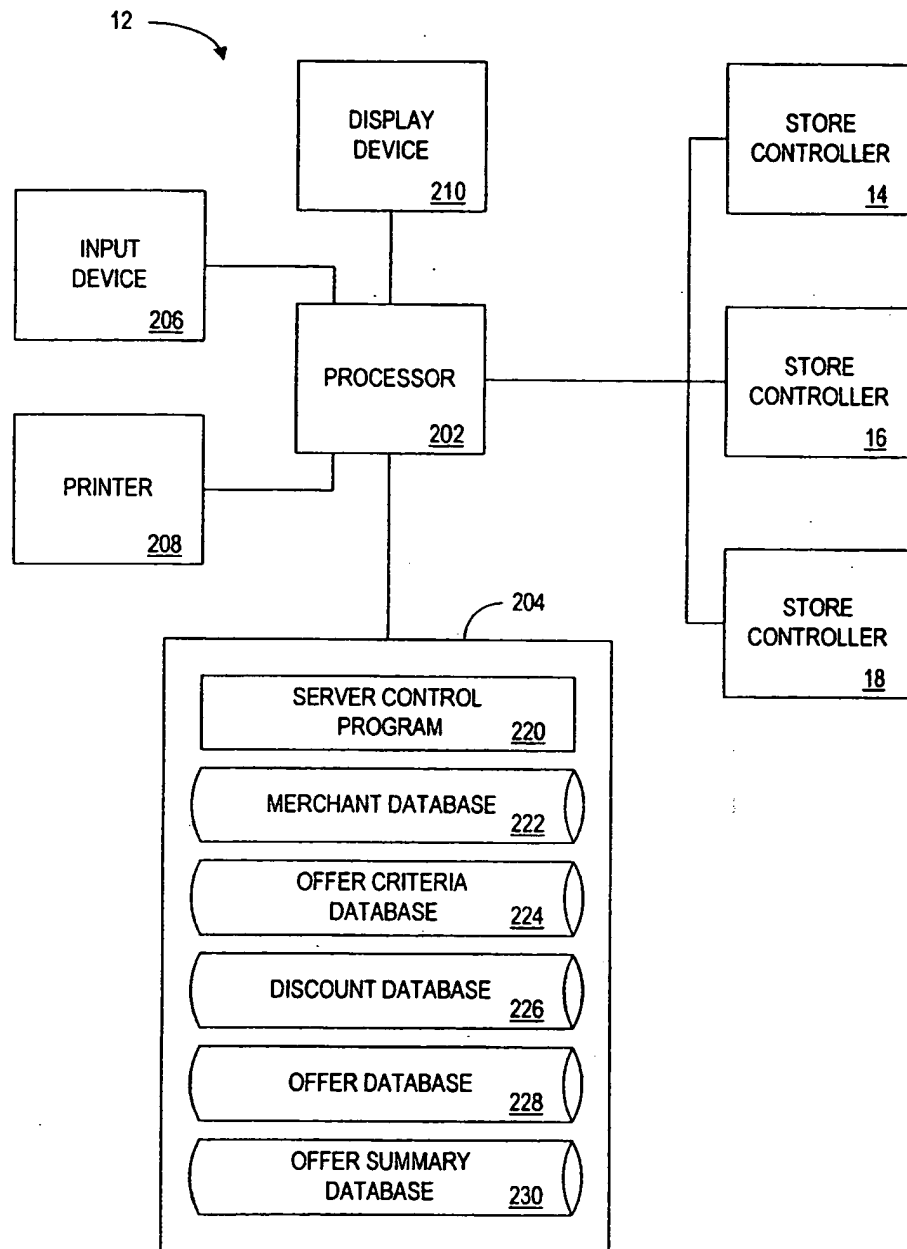 12
DISPLAY
DEVICE
210
STORE
CONTROLLER
14
INPUT
DEVICE
206
PROCESSOR
202
STORE
CONTROLLER
16
PRINTER
208
204
STORE
CONTROLLER
18
SERVER CONTROL
PROGRAM 220
MERCHANT DATABASE
222
OFFER CRITERIA
DATABASE 224
DISCOUNT DATABASE
226
OFFER DATABASE
228
OFFER SUMMARY
DATABASE 230